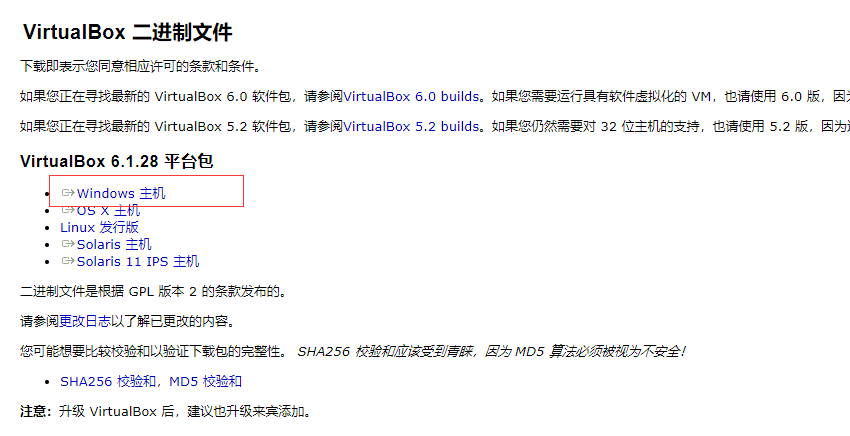 VirtualBox 二进制文件
下载即表示您同意相应许可的条款和条件。
如果您正在寻找最新的 VirtualBox 6.0 软件包，请参阅VirtualBox 6.0 builds。如果您需要运行具有软件虚拟化的 VM，也请使用 6.0 版，因为
如果您正在寻找最新的 VirtualBox 5.2 软件包，请参阅VirtualBox 5.2 builds。如果您仍然需要对 32 位主机的支持，也请使用 5.2 版，因为
VirtualBox 6.1.28 平台包
• Windows 主机
• OS X 主机
• Linux 发行版
• Solaris 主机
• Solaris 11 IPS 主机
二进制文件是根据 GPL 版本 2 的条款发布的。
请参阅更改日志以了解已更改的内容。
您可能想要比较校验和以验证下载包的完整性。 SHA256 校验和应该受到青睐，因为 MD5 算法必须被视为不安全！
• SHA256 校验和，MD5 校验和
注意：升级 VirtualBox 后，建议也升级来宾添加。